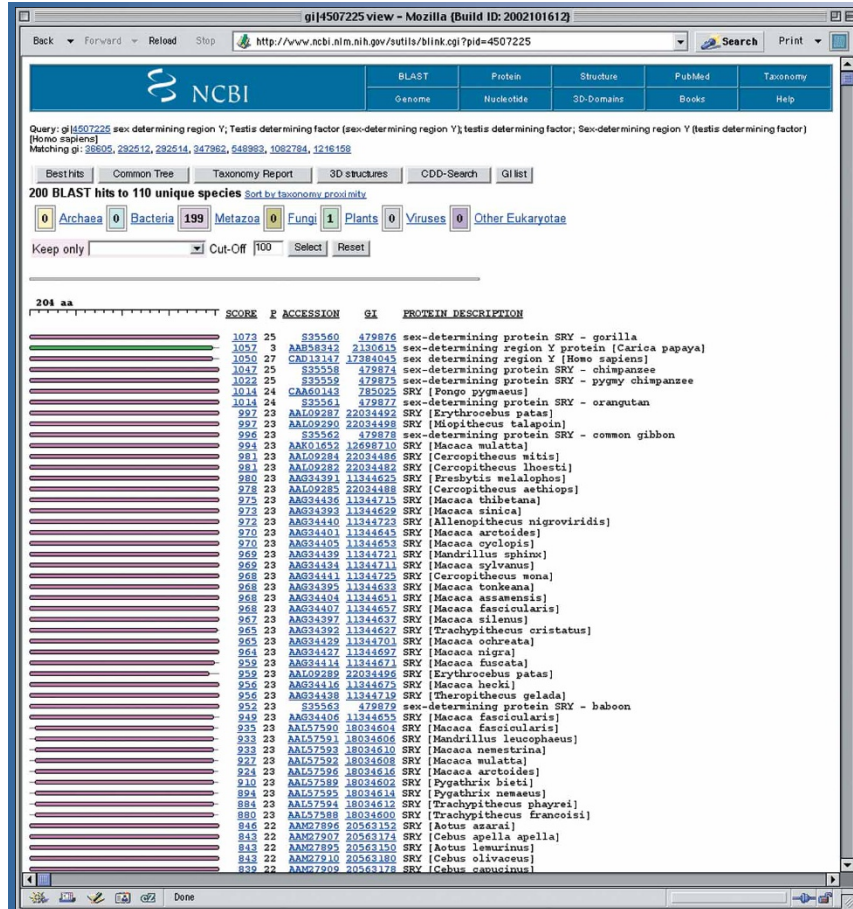 gi|4507225 view - Mozilla {Build ID: 2002101612}
Back Forward Reload Stop http://www.ncbi.nlm.nih.gov/sutils/blink.cgi?pid=4507225 Search Print
NCBI
BLAST Protein Structure PubMed Taxonomy
Genome Nucleotide 3D-Domains Books Help
Query: gi|4507225 sex determining region Y; Testis determining factor (sex-determining region Y); testis determining factor; Sex-determining region Y (testis determining factor)
[Homo sapiens]
Matching gi: 36605, 292512, 292514, 347962, 548983, 1082784, 1216158
Best hits Common Tree Taxonomy Report 3D structures CDD-Search GI list
200 BLAST hits to 110 unique species Sort by taxonomy proximity
0 Archaea 0 Bacteria 199 Metazoa 0 Fungi 1 Plants 0 Viruses 0 Other Eukaryotae
Keep only Cut-Off 100 Select Reset
204 aa
SCORE P ACCESSION GI PROTEIN DESCRIPTION
1073 25 S35560 479876 sex-determining protein SRY - gorilla
1057 3 AAB58342 2130615 sex-determining region Y protein [Carica papaya]
1050 27 CAD13147 17384045 sex determining region Y [Homo sapiens]
1047 25 S35558 479874 sex-determining protein SRY - chimpanzee
1022 25 S35559 479875 sex-determining protein SRY - pygmy chimpanzee
1014 24 CAA60143 785025 SRY [Pongo pygmaeus]
1014 24 S35561 479877 sex-determining protein SRY - orangutan
997 23 AAL09287 22034492 SRY [Erythrocebus patas]
997 23 AAL09290 22034498 SRY [Miopithecus talapoin]
996 23 S35562 479878 sex-determining protein SRY - common gibbon
994 23 AAK01652 12698710 SRY [Macaca mulatta]
981 23 AAL09284 22034486 SRY [Cercopithecus mitis]
981 23 AAL09282 22034482 SRY [Cercopithecus lhoesti]
980 23 AAG34391 11344625 SRY [Presbytis melalophos]
978 23 AAL09285 22034488 SRY [Cercopithecus aethiops]
975 23 AAG34436 11344715 SRY [Macaca thibetana]
973 23 AAG34393 11344629 SRY [Macaca sinica]
972 23 AAG34440 11344723 SRY [Allenopithecus nigroviridis]
970 23 AAG34401 11344645 SRY [Macaca arctoides]
970 23 AAG34405 11344653 SRY [Macaca cyclopis]
969 23 AAG34439 11344721 SRY [Mandrillus sphinx]
969 23 AAG34434 11344711 SRY [Macaca sylvanus]
968 23 AAG34441 11344725 SRY [Cercopithecus mona]
968 23 AAG34395 11344633 SRY [Macaca tonkeana]
968 23 AAG34404 11344651 SRY [Macaca assamensis]
968 23 AAG34407 11344657 SRY [Macaca fascicularis]
967 23 AAG34397 11344637 SRY [Macaca silenus]
965 23 AAG34392 11344627 SRY [Trachypithecus cristatus]
965 23 AAG34429 11344701 SRY [Macaca ochreata]
964 23 AAG34427 11344697 SRY [Macaca nigra]
959 23 AAG34414 11344671 SRY [Macaca fuscata]
959 23 AAL09289 22034496 SRY [Erythrocebus patas]
956 23 AAG34416 11344675 SRY [Macaca hecki]
956 23 AAG34438 11344719 SRY [Theropithecus gelada]
952 23 S35563 479879 sex-determining protein SRY - baboon
949 23 AAG34406 11344655 SRY [Macaca fascicularis]
935 23 AAL57590 18034604 SRY [Macaca fascicularis]
933 23 AAL57591 18034606 SRY [Mandrillus leucophaeus]
933 23 AAL57593 18034610 SRY [Macaca nemestrina]
927 23 AAL57592 18034608 SRY [Macaca mulatta]
924 23 AAL57596 18034616 SRY [Macaca arctoides]
910 23 AAL57589 18034602 SRY [Pygathrix bieti]
894 23 AAL57595 18034614 SRY [Pygathrix nemaeus]
884 23 AAL57594 18034612 SRY [Trachypithecus phayrei]
880 23 AAL57588 18034600 SRY [Trachypithecus francoisi]
846 22 AAM27896 20563152 SRY [Aotus azarai]
843 22 AAM27907 20563174 SRY [Cebus apella apella]
843 22 AAM27895 20563150 SRY [Aotus lemurinus]
843 22 AAM27910 20563180 SRY [Cebus olivaceus]
839 22 AAM27909 20563178 SRY [Cebus capucinus]
Done